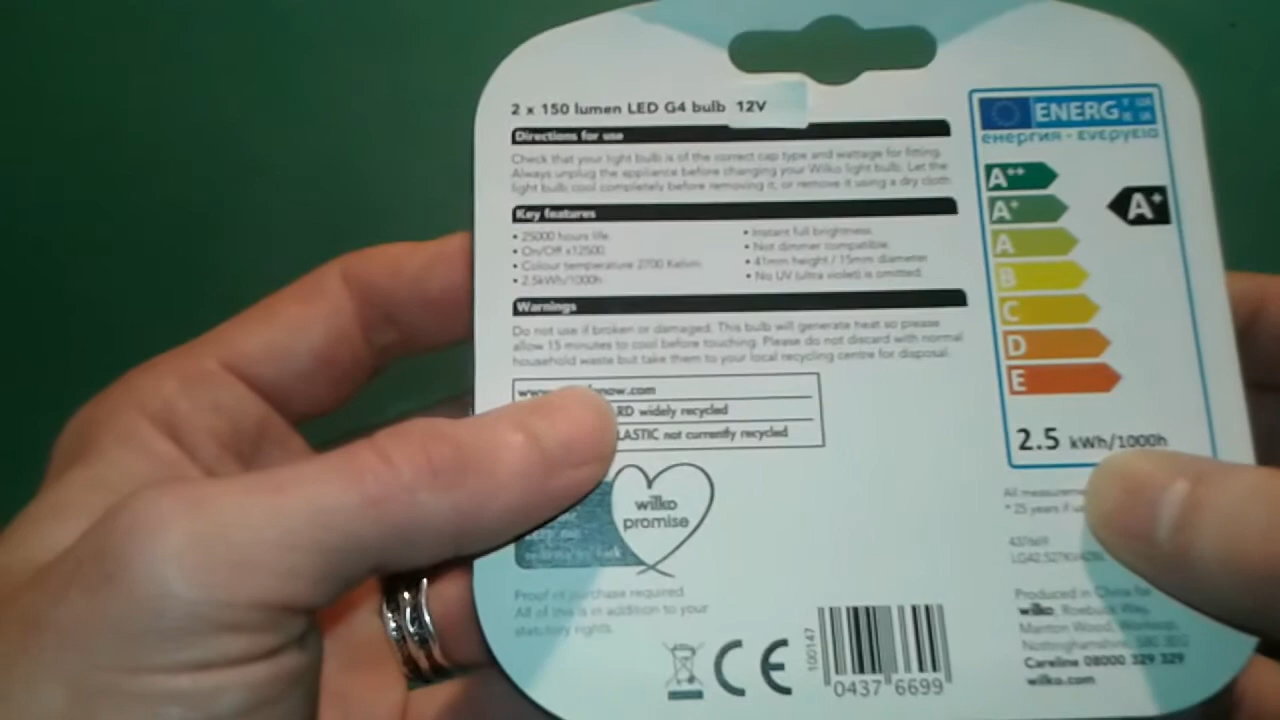 2 x 150 lumen LED G4 bulb 12V
Directions for use
Check that your light bulb is of the correct cap type and wattage for fitting.
Always unplug the appliance before changing your Wilko light bulb. Let the
light bulb cool completely before removing it, or remove it using a dry cloth.
Key features
• 25000 hours life.
• On/Off x12500
• Colour temperature 2700 Kelvin.
• 2.5kWh/1000h.
• Instant full brightness.
• Not dimmer compatible.
• 41mm height / 15mm diameter
• No UV (ultra violet) is omitted.
Warnings
Do not use if broken or damaged. This bulb will generate heat so please
allow 15 minutes to cool before touching. Please do not discard with normal
household waste but take them to your local recycling centre for disposal.
now.com
RD widely recycled
LASTIC not currently recycled
wilko
promise
Proof of purchase required.
All of this is in addition to your
statutory rights.
CE
100147
0437 6699
ENERG
енергия · ενεργεια
A++
A+
A
B
C
D
E
A+
2.5 kWh/1000h
All
* 25 years if
437669
Produced in China for
wilko, Roebuck Way,
Manton Wood, Worksop,
Nottinghamshire,
Careline 08000 329 329
wilko.com